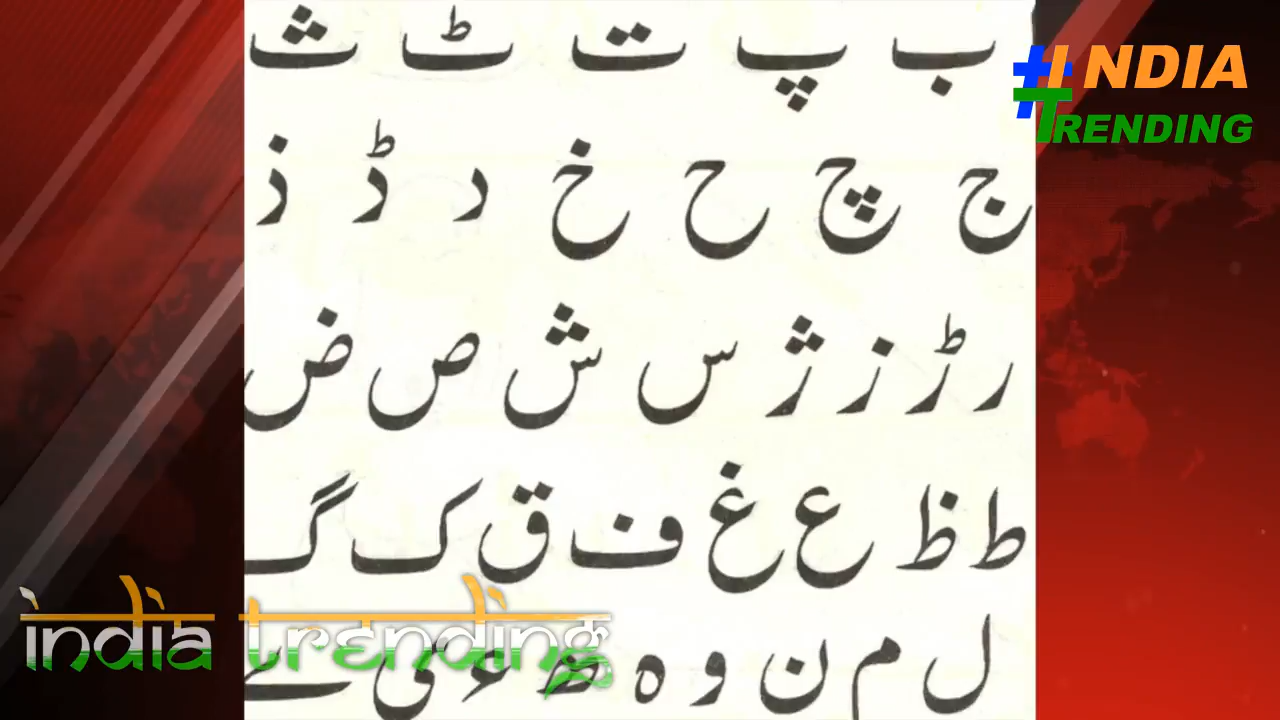 ب پ ت ٹ ث
ج چ ح خ د ڈ ذ
ر ڑ ز ژ س ش ص ض
ط ظ ع غ ف ق ک گ
ل م ن و ہ ھ ء ی ے
#INDIA
TRENDING
india trending